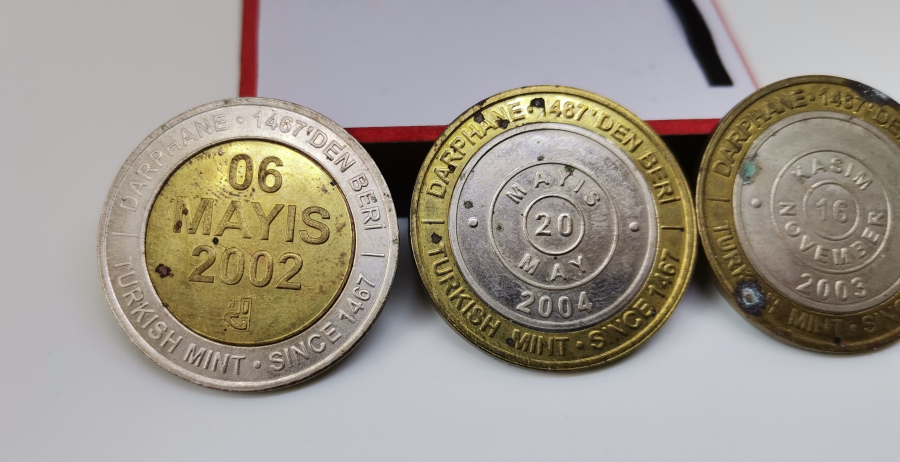 DARPHANE · 1467'DEN BERİ
06
MAYIS
2002
TURKISH MINT · SINCE 1467
DARPHANE · 1467'DEN BERİ
MAYIS
20
MAY
2004
TURKISH MINT · SINCE 1467
DARPHANE · 1467'DEN
KASIM
16
NOVEMBER
2003
TURKISH MINT ·